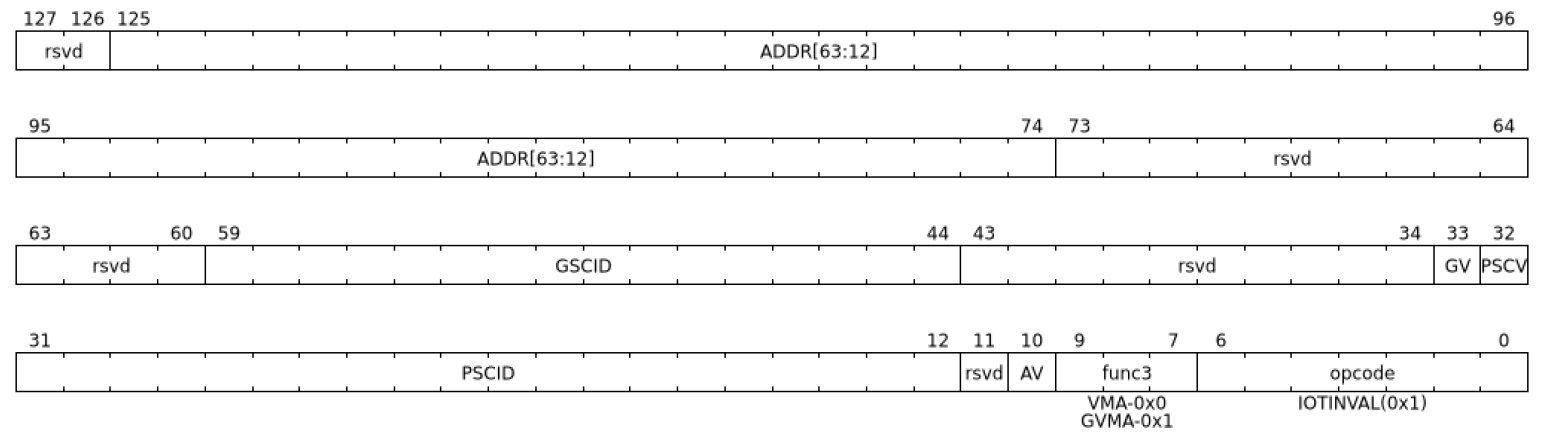 127 126 125 96
rsvd ADDR[63:12]
95 74 73 64
ADDR[63:12] rsvd
63 60 59 44 43 34 33 32
rsvd GSCID rsvd GV PSCV
31 12 11 10 9 7 6 0
PSCID rsvd AV func3 opcode
VMA-0x0 IOTINVAL(0x1)
GVMA-0x1